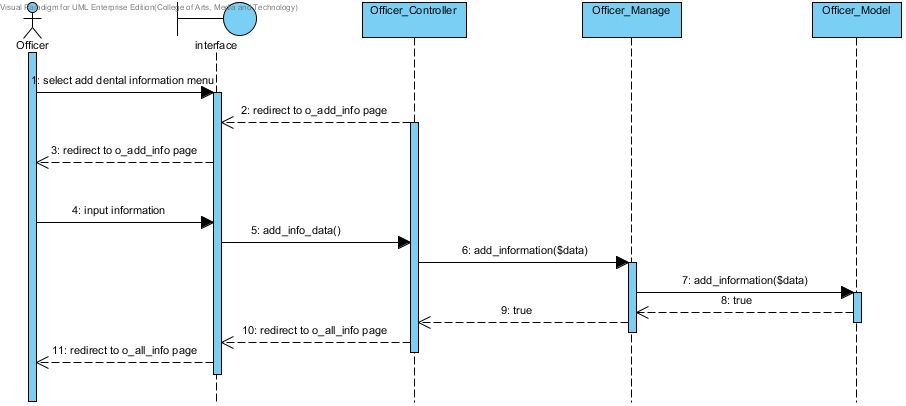 Visual Paradigm for UML Enterprise Edition(College of Arts, Media and Technology)
Officer_Controller
Officer_Manage
Officer_Model
Officer
interface
1: select add dental information menu
2: redirect to o_add_info page
3: redirect to o_add_info page
4: input information
5: add_info_data()
6: add_information($data)
7: add_information($data)
8: true
9: true
10: redirect to o_all_info page
11: redirect to o_all_info page